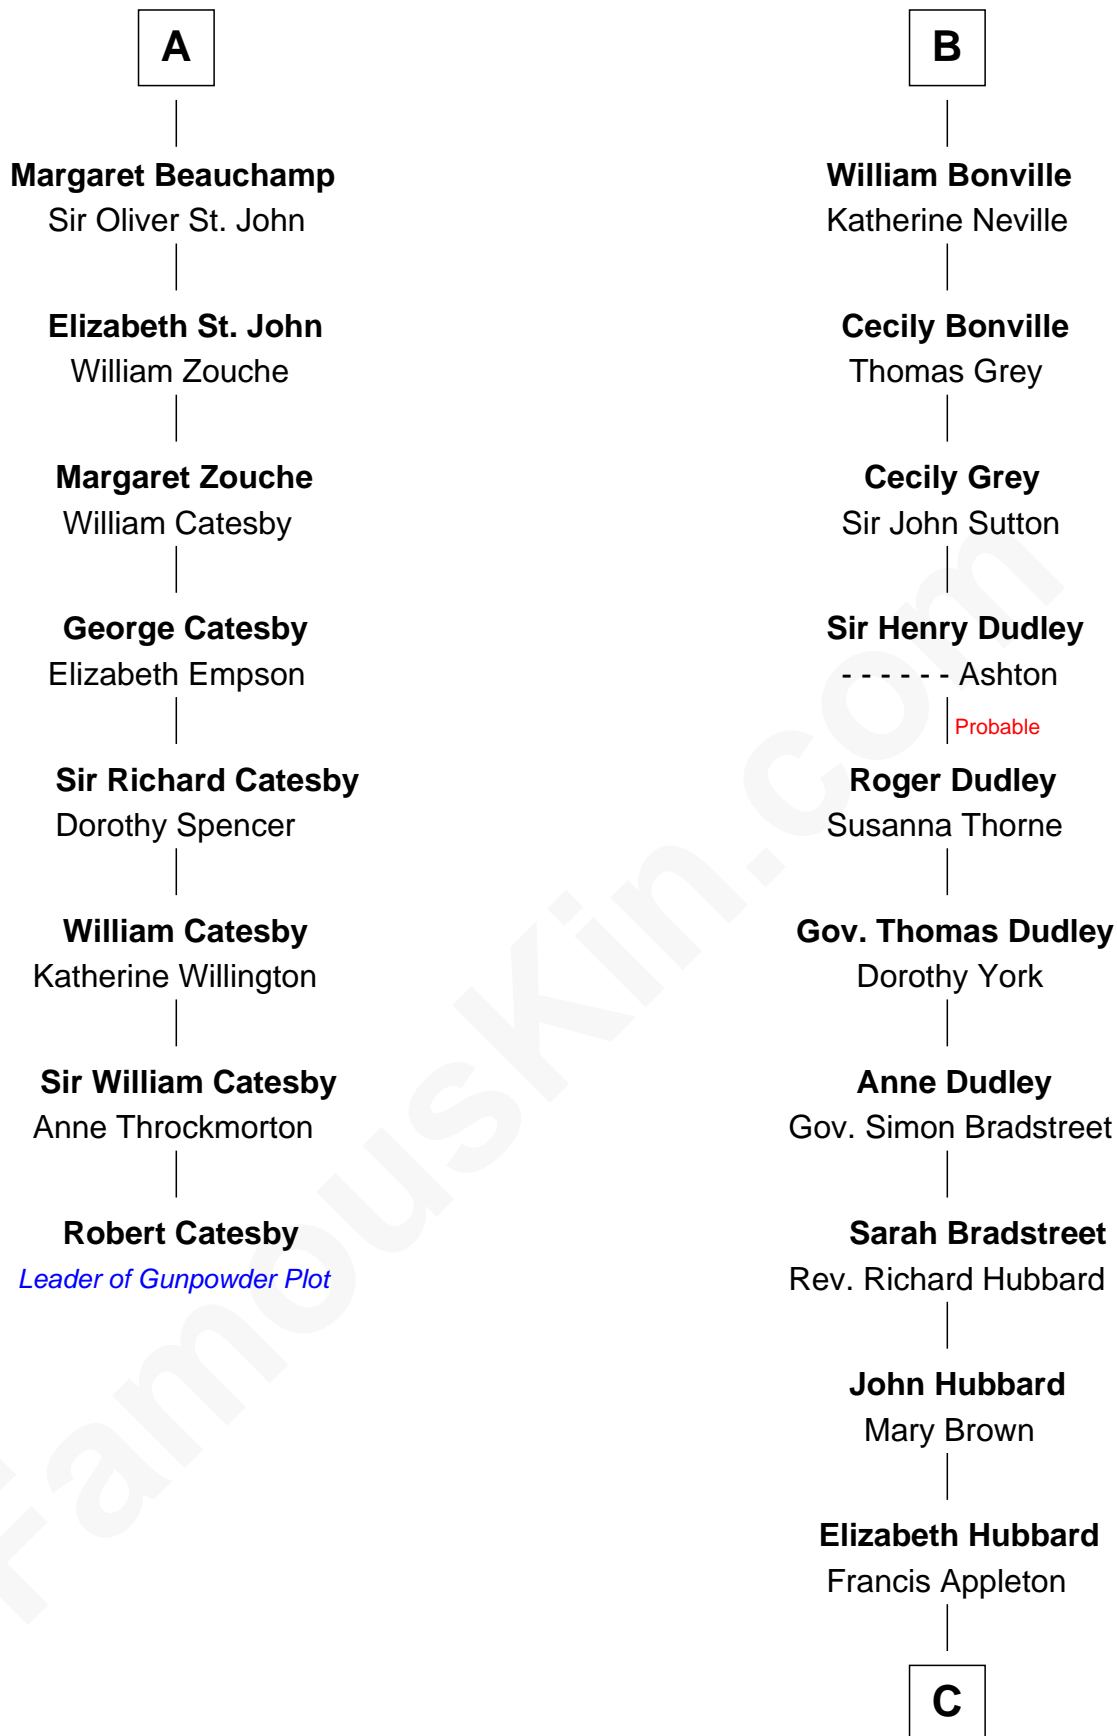 A
Margaret Beauchamp
Sir Oliver St. John
Elizabeth St. John
William Zouche
Margaret Zouche
William Catesby
George Catesby
Elizabeth Empson
Sir Richard Catesby
Dorothy Spencer
William Catesby
Katherine Willington
Sir William Catesby
Anne Throckmorton
Robert Catesby
Leader of Gunpowder Plot
B
William Bonville
Katherine Neville
Cecily Bonville
Thomas Grey
Cecily Grey
Sir John Sutton
Sir Henry Dudley
- - - - - - Ashton
Probable
Roger Dudley
Susanna Thorne
Gov. Thomas Dudley
Dorothy York
Anne Dudley
Gov. Simon Bradstreet
Sarah Bradstreet
Rev. Richard Hubbard
John Hubbard
Mary Brown
Elizabeth Hubbard
Francis Appleton
C
FamousKin.com